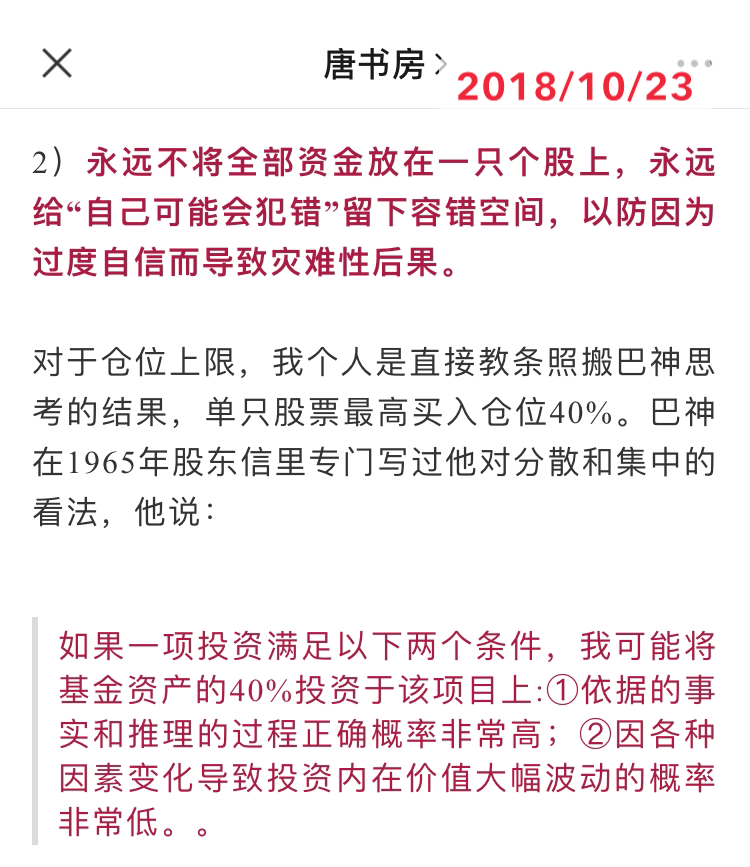 唐书房
2018/10/23
2）永远不将全部资金放在一只个股上，永远
给“自己可能会犯错”留下容错空间，以防因为
过度自信而导致灾难性后果。
对于仓位上限，我个人是直接教条照搬巴神思
考的结果，单只股票最高买入仓位40%。巴神
在1965年股东信里专门写过他对分散和集中的
看法，他说：
如果一项投资满足以下两个条件，我可能将
基金资产的40%投资于该项目上:①依据的事
实和推理的过程正确概率非常高；②因各种
因素变化导致投资内在价值大幅波动的概率
非常低。。